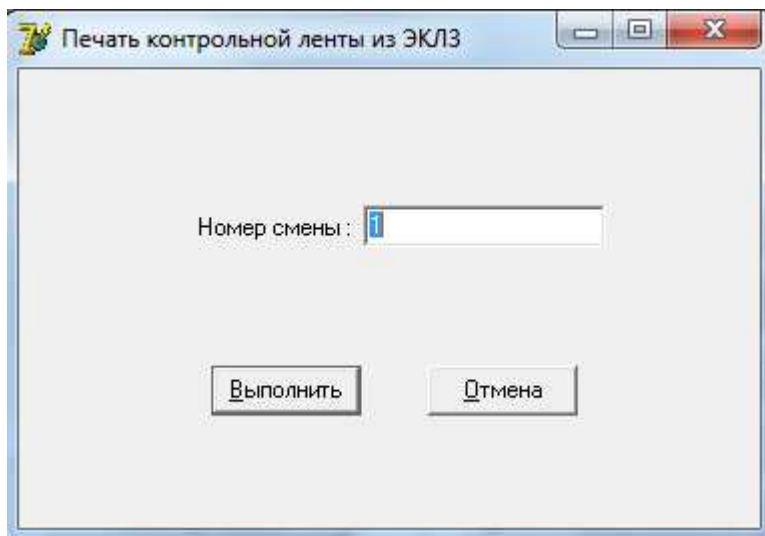 Печать контрольной ленты из ЭКЛЗ
Номер смены : 1
Выполнить Отмена